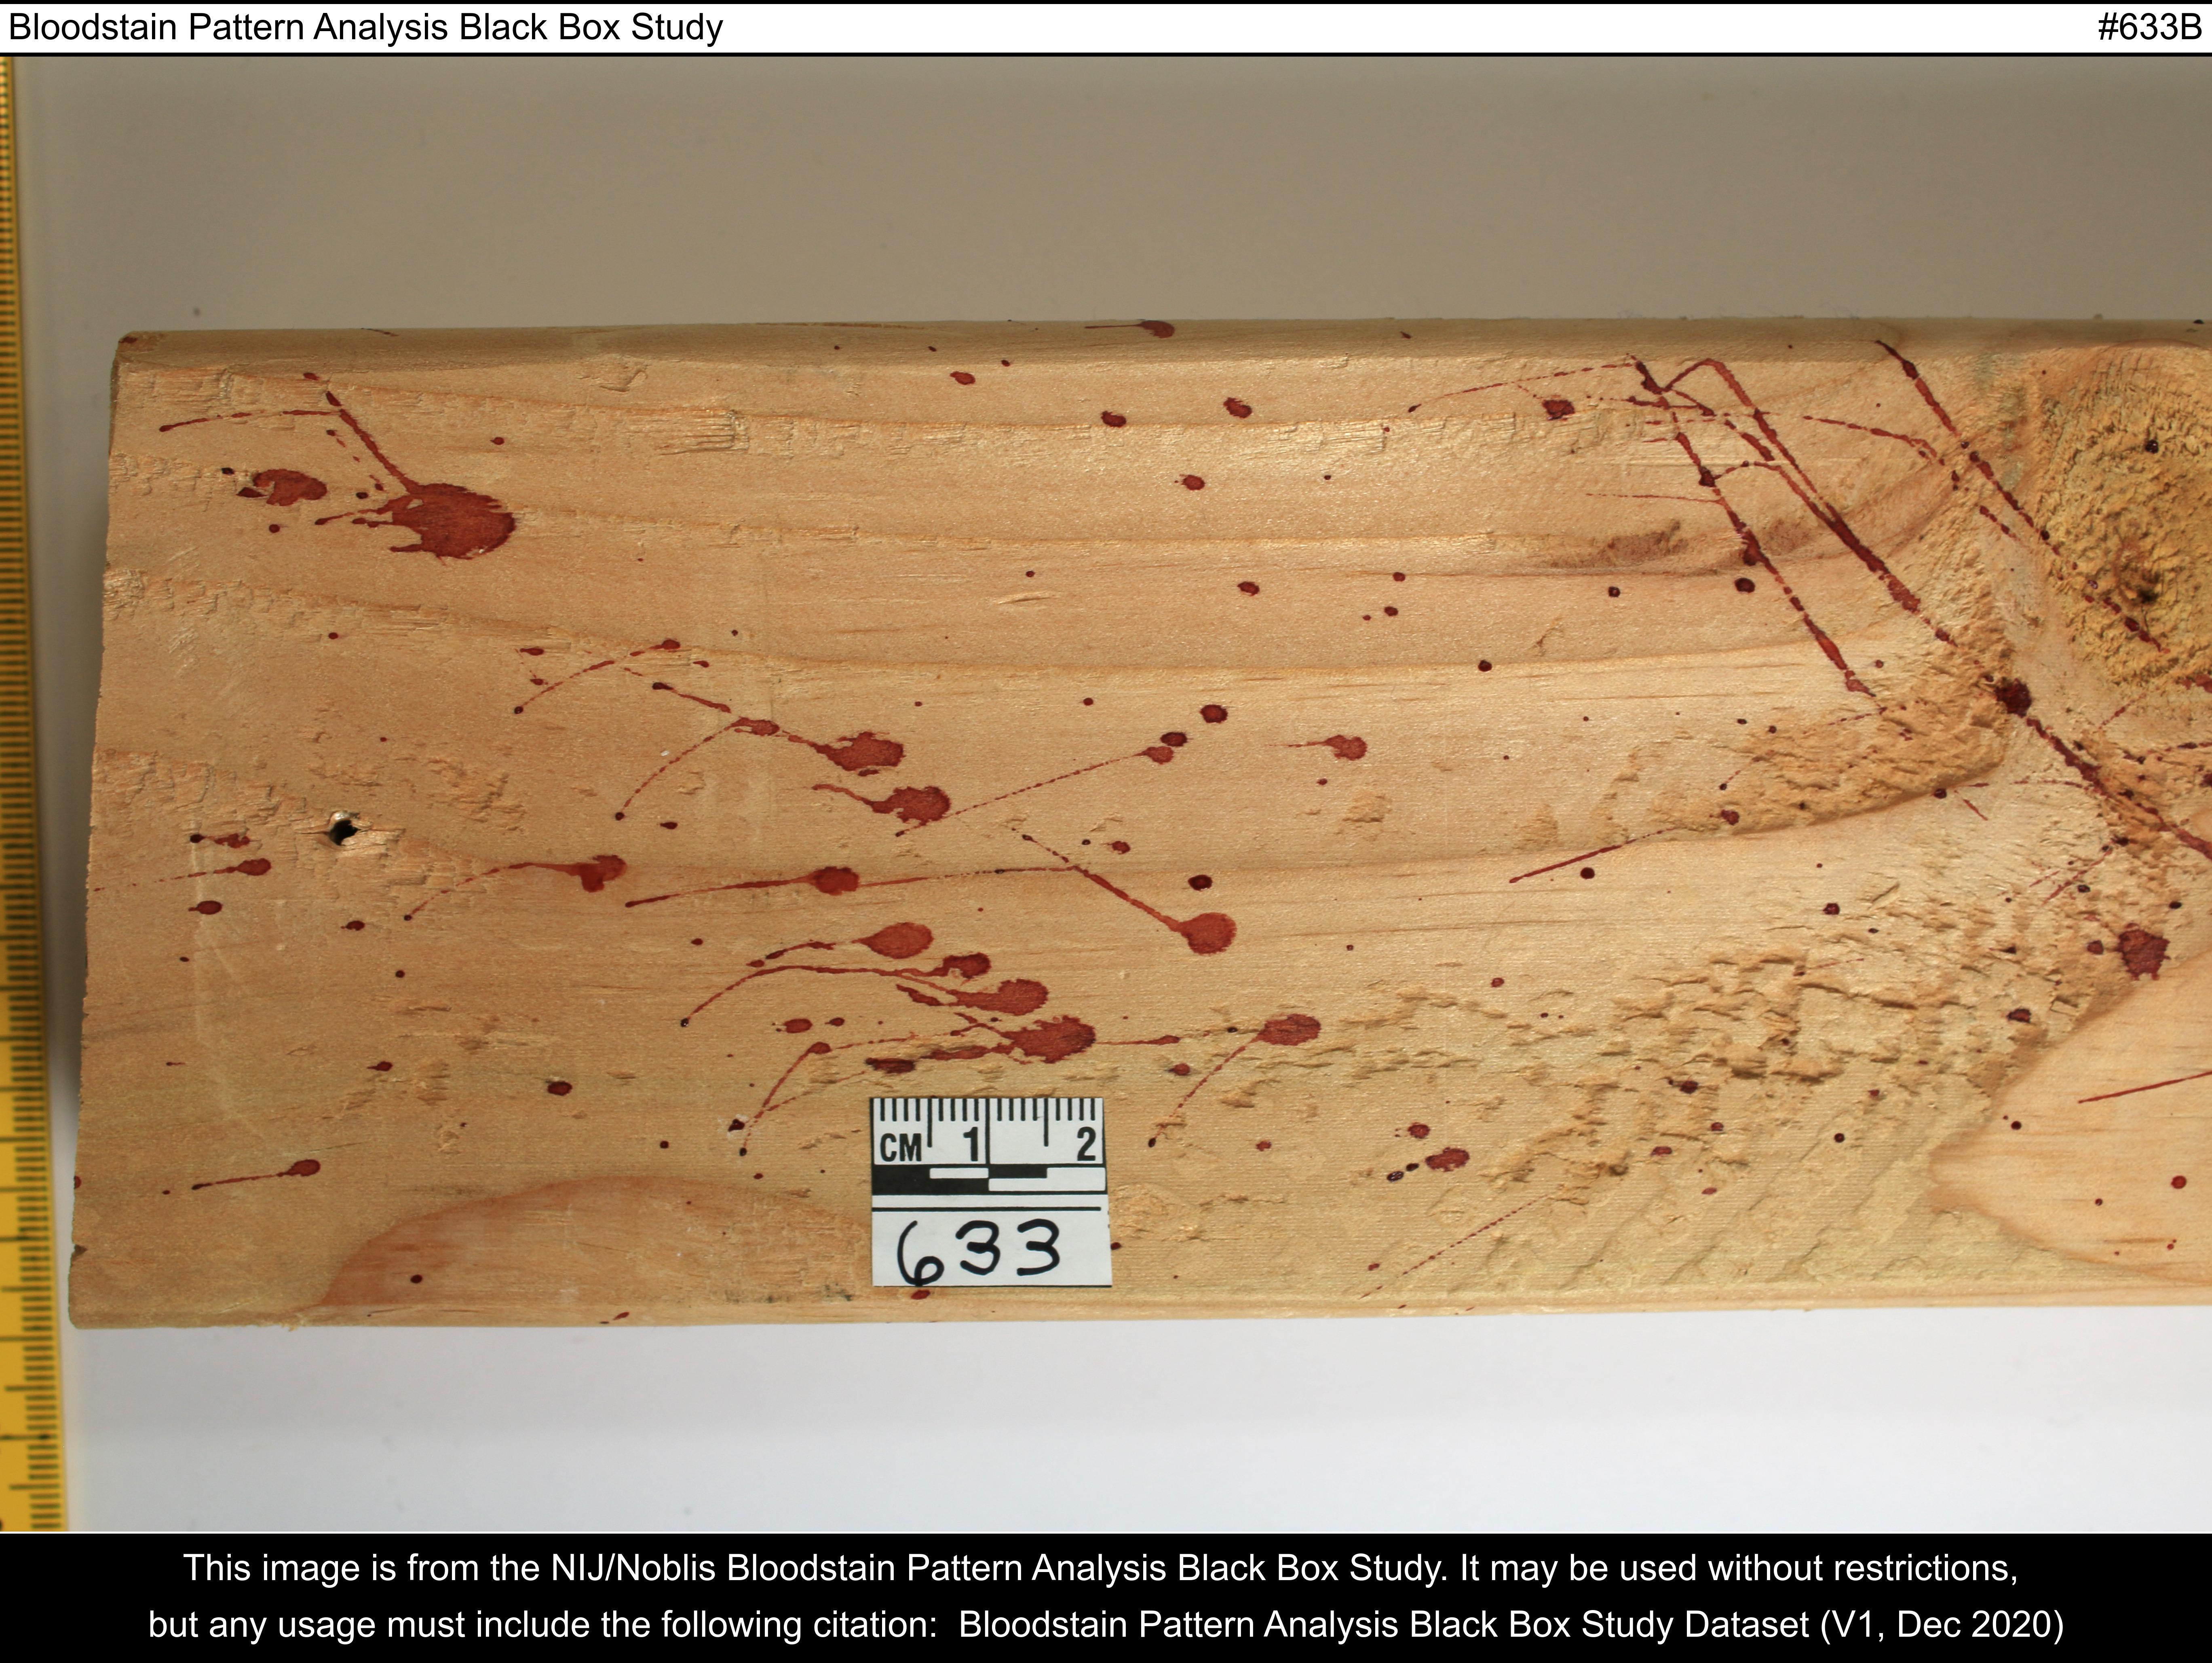 Bloodstain Pattern Analysis Black Box Study #633B
CM 1 2
633
This image is from the NIJ/Noblis Bloodstain Pattern Analysis Black Box Study. It may be used without restrictions,
but any usage must include the following citation:  Bloodstain Pattern Analysis Black Box Study Dataset (V1, Dec 2020)